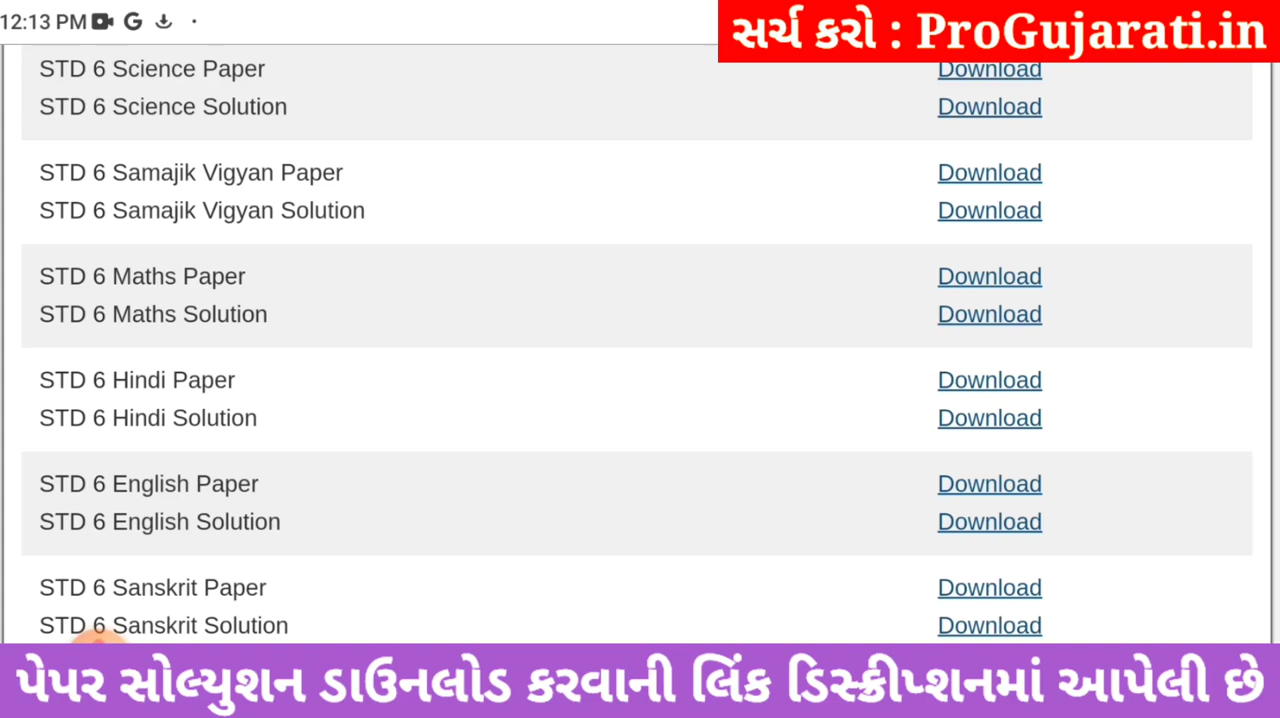 12:13 PM
સર્ચ કરો : ProGujarati.in
STD 6 Science Paper Download
STD 6 Science Solution Download
STD 6 Samajik Vigyan Paper Download
STD 6 Samajik Vigyan Solution Download
STD 6 Maths Paper Download
STD 6 Maths Solution Download
STD 6 Hindi Paper Download
STD 6 Hindi Solution Download
STD 6 English Paper Download
STD 6 English Solution Download
STD 6 Sanskrit Paper Download
STD 6 Sanskrit Solution Download
પેપર સોલ્યુશન ડાઉનલોડ કરવાની લિંક ડિસ્ક્રીપ્શનમાં આપેલી છે